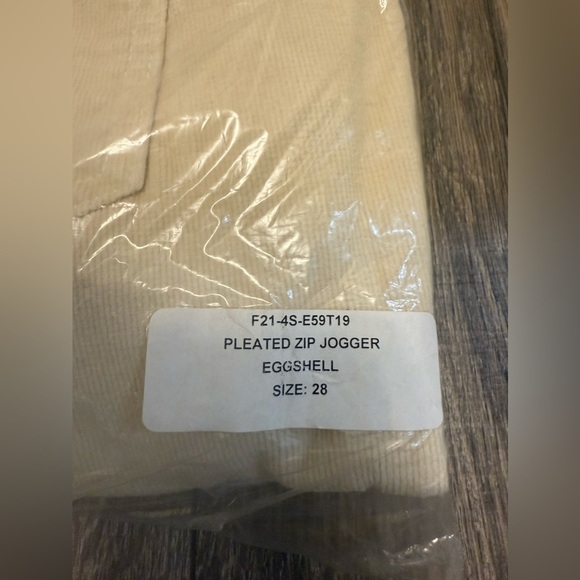 F21-4S-E59T19
PLEATED ZIP JOGGER
EGGSHELL
SIZE: 28